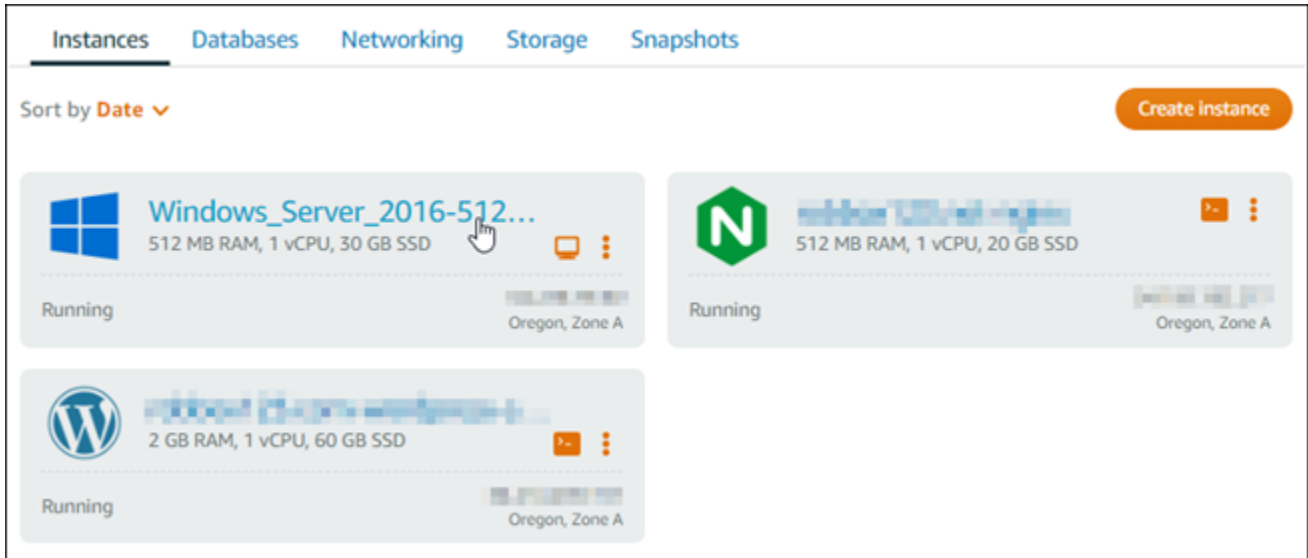 Instances Databases Networking Storage Snapshots
Sort by Date
Create instance
Windows_Server_2016-512...
512 MB RAM, 1 vCPU, 30 GB SSD
Running
Oregon, Zone A
N
512 MB RAM, 1 vCPU, 20 GB SSD
Running
Oregon, Zone A
W
2 GB RAM, 1 vCPU, 60 GB SSD
Running
Oregon, Zone A